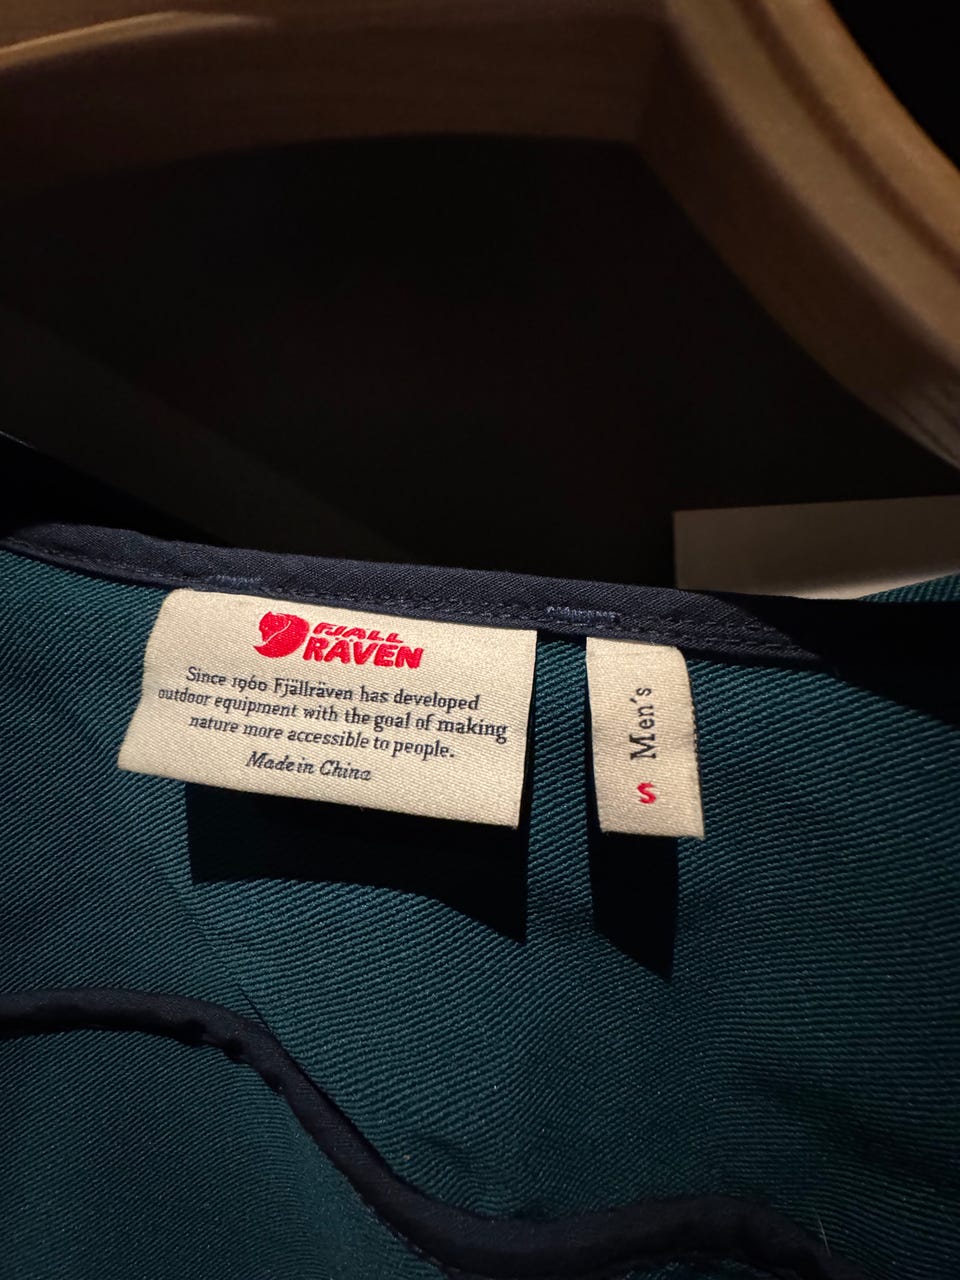 FJÄLL
RÄVEN
Since 1960 Fjällräven has developed
outdoor equipment with the goal of making
nature more accessible to people.
Made in China
Men's
S